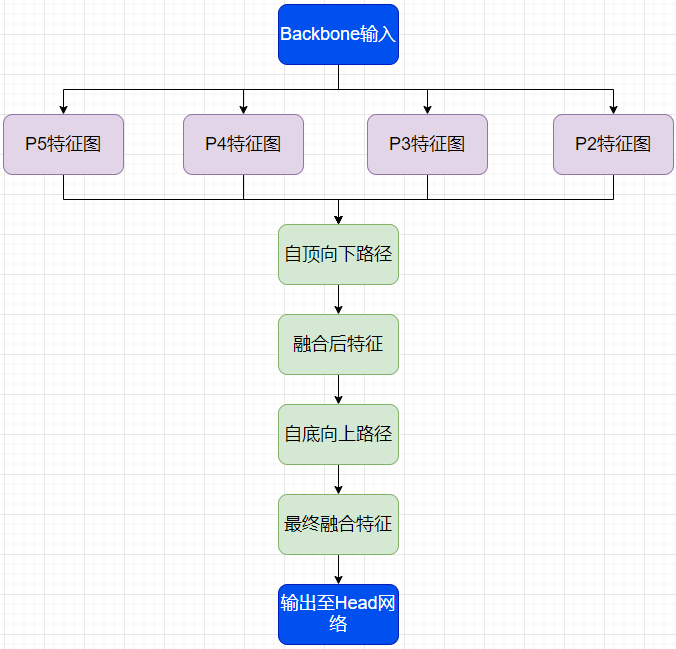 Backbone输入
P5特征图
P4特征图
P3特征图
P2特征图
自顶向下路径
融合后特征
自底向上路径
最终融合特征
输出至Head网
络